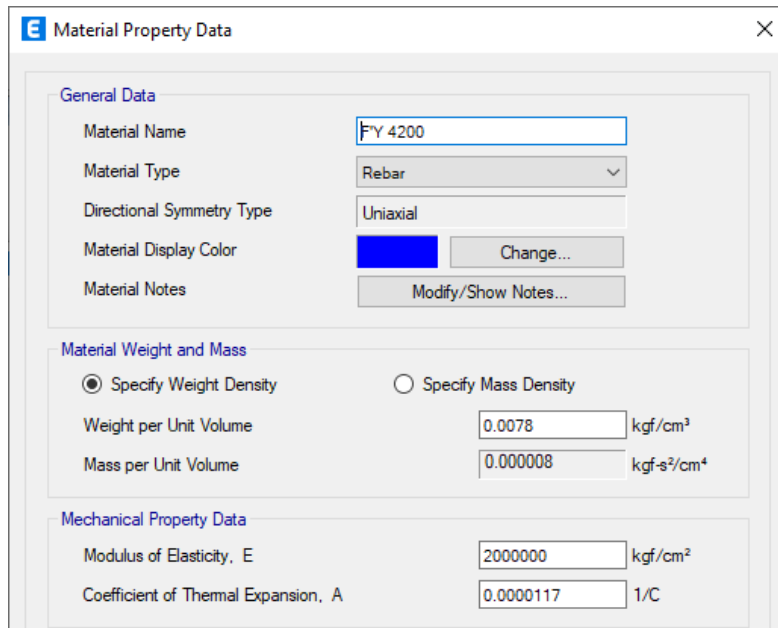 E Material Property Data
General Data
Material Name F'Y 4200
Material Type Rebar
Directional Symmetry Type Uniaxial
Material Display Color Change...
Material Notes Modify/Show Notes...
Material Weight and Mass
Specify Weight Density Specify Mass Density
Weight per Unit Volume 0.0078 kgf/cm³
Mass per Unit Volume 0.000008 kgf-s²/cm⁴
Mechanical Property Data
Modulus of Elasticity, E 2000000 kgf/cm²
Coefficient of Thermal Expansion, A 0.0000117 1/C